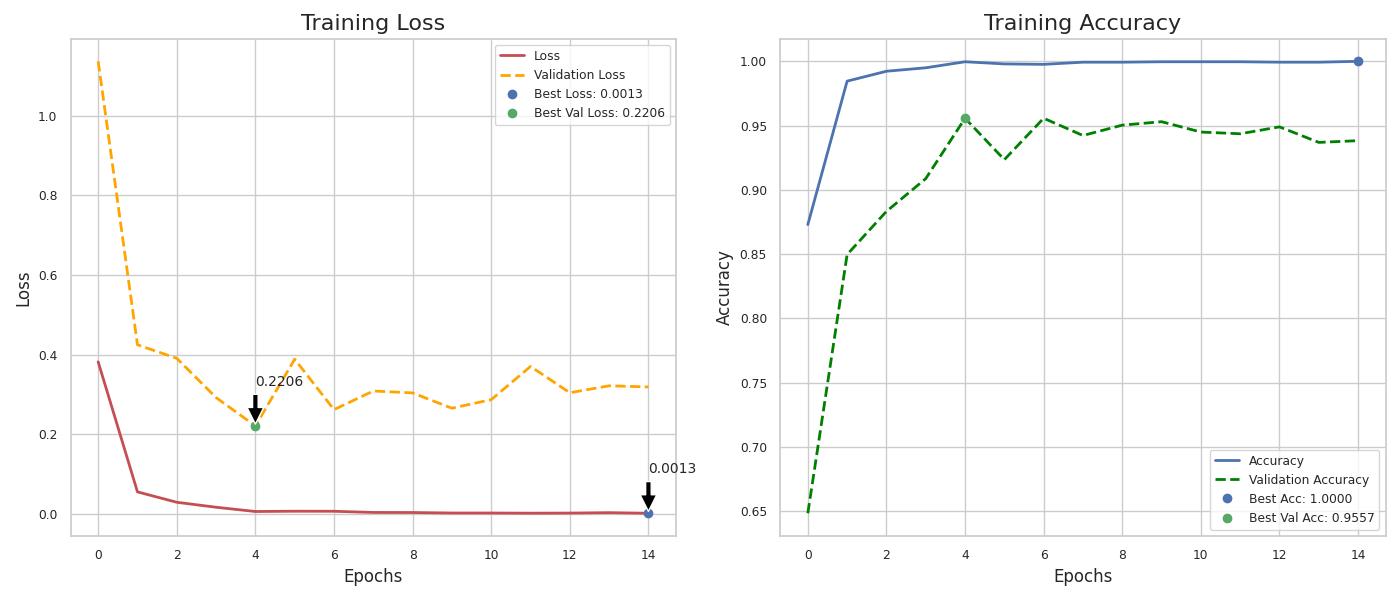 Training Loss
Loss
Validation Loss
Best Loss: 0.0013
Best Val Loss: 0.2206
1.0
0.8
0.6
0.4
0.2
0.0
Loss
0.2206
0.0013
0 2 4 6 8 10 12 14
Epochs
Training Accuracy
1.00
0.95
0.90
0.85
0.80
0.75
0.70
0.65
Accuracy
Accuracy
Validation Accuracy
Best Acc: 1.0000
Best Val Acc: 0.9557
0 2 4 6 8 10 12 14
Epochs